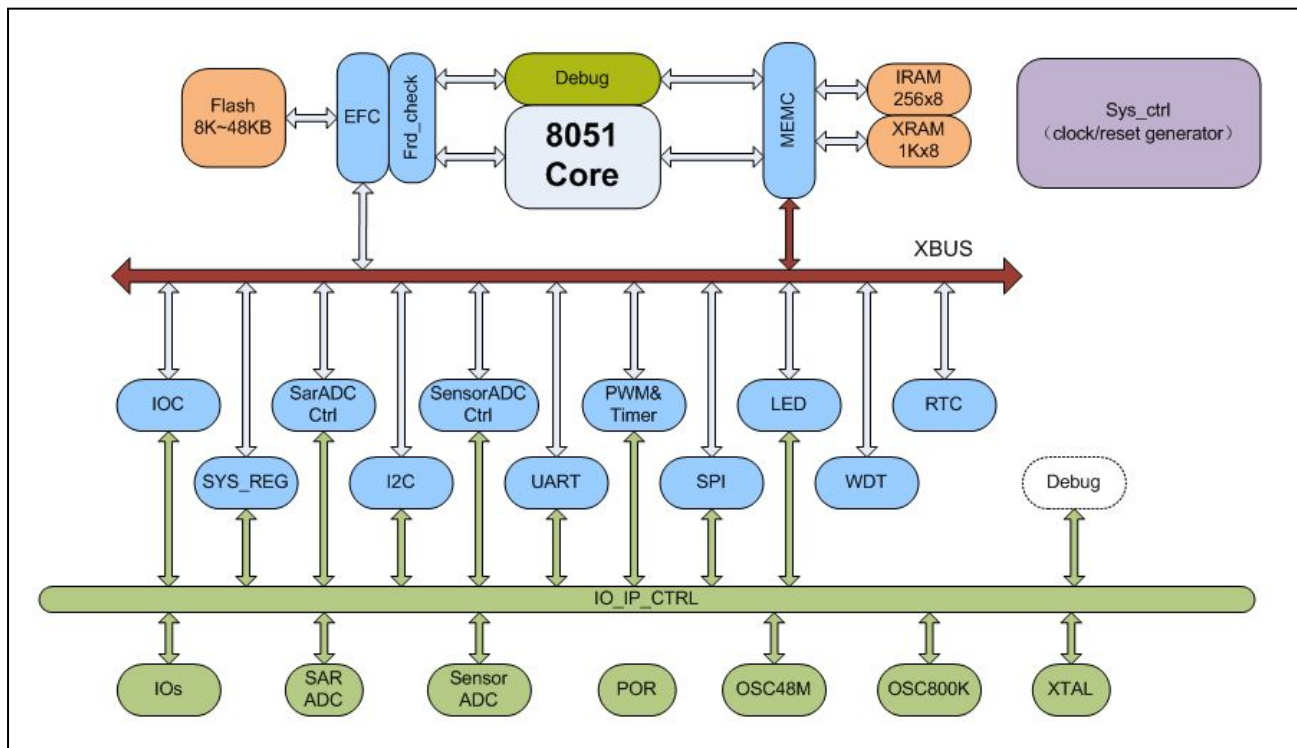 Flash
8K~48KB
EFC
Frd_check
Debug
8051
Core
MEMC
IRAM
256x8
XRAM
1Kx8
Sys_ctrl
（clock/reset generator）
XBUS
IOC
SarADC
Ctrl
SensorADC
Ctrl
PWM&
Timer
LED
RTC
SYS_REG
I2C
UART
SPI
WDT
Debug
IO_IP_CTRL
IOs
SAR
ADC
Sensor
ADC
POR
OSC48M
OSC800K
XTAL